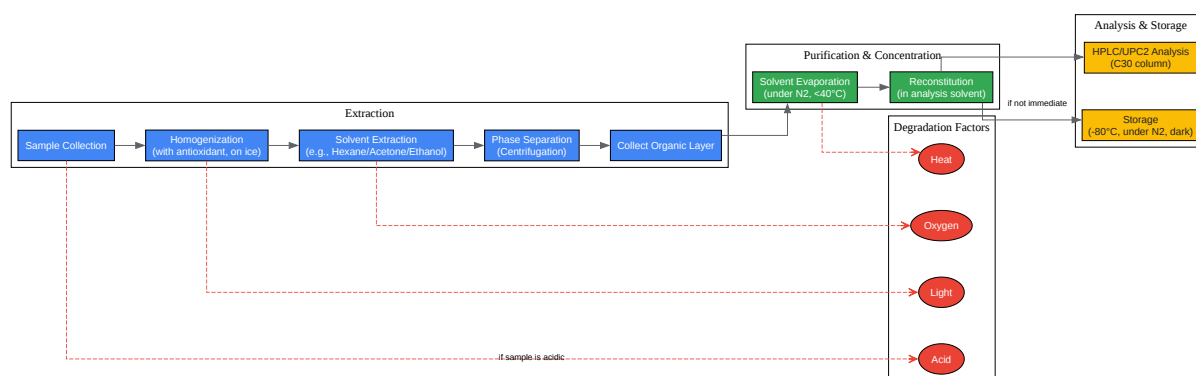 Analysis & Storage
HPLC/UPC2 Analysis
(C30 column)
Purification & Concentration
Solvent Evaporation
(under N2, <40°C)
Reconstitution
(in analysis solvent)
if not immediate
Storage
(-80°C, under N2, dark)
Extraction
Sample Collection
Homogenization
(with antioxidant, on ice)
Solvent Extraction
(e.g., Hexane/Acetone/Ethanol)
Phase Separation
(Centrifugation)
Collect Organic Layer
Degradation Factors
Heat
Oxygen
Light
if sample is acidic
Acid